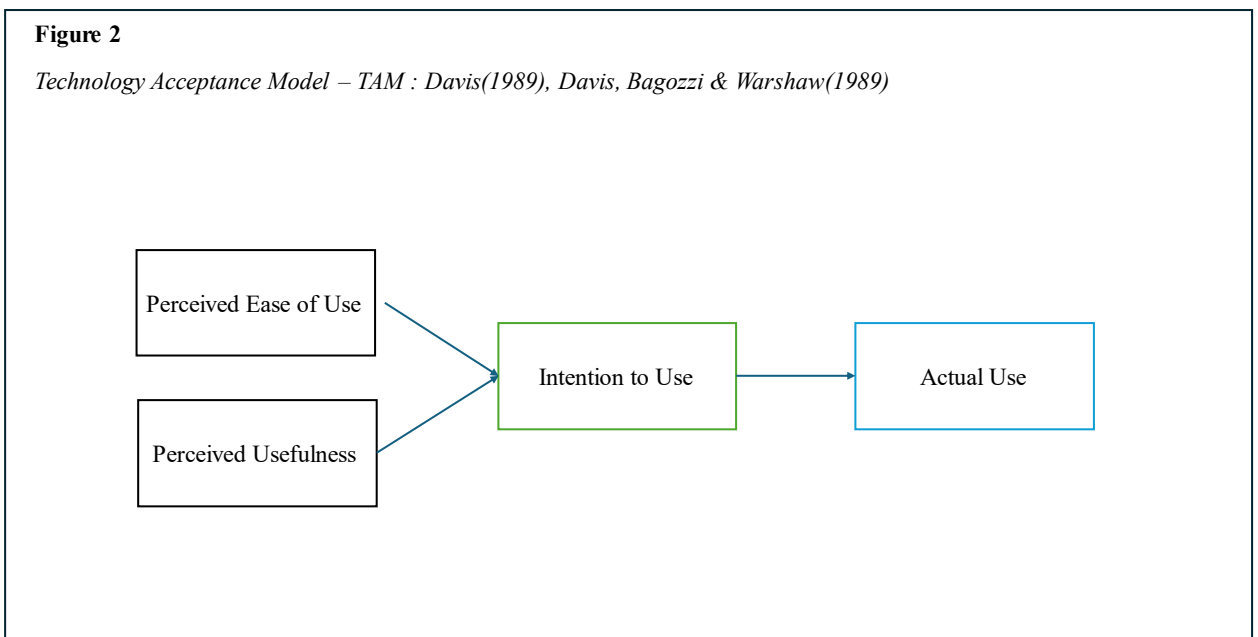 Figure 2
Technology Acceptance Model – TAM : Davis(1989), Davis, Bagozzi & Warshaw(1989)
Perceived Ease of Use
Perceived Usefulness
Intention to Use
Actual Use